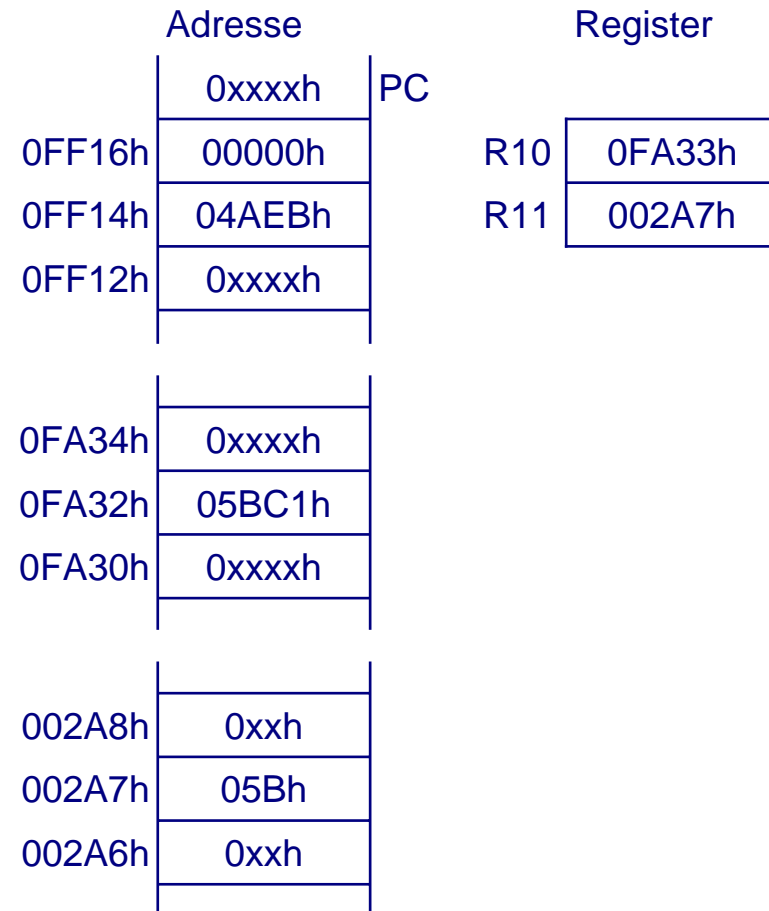 Adresse Register
0xxxxh PC
0FF16h 00000h R10 0FA33h
0FF14h 04AEBh R11 002A7h
0FF12h 0xxxxh
0FA34h 0xxxxh
0FA32h 05BC1h
0FA30h 0xxxxh
002A8h 0xxh
002A7h 05Bh
002A6h 0xxh